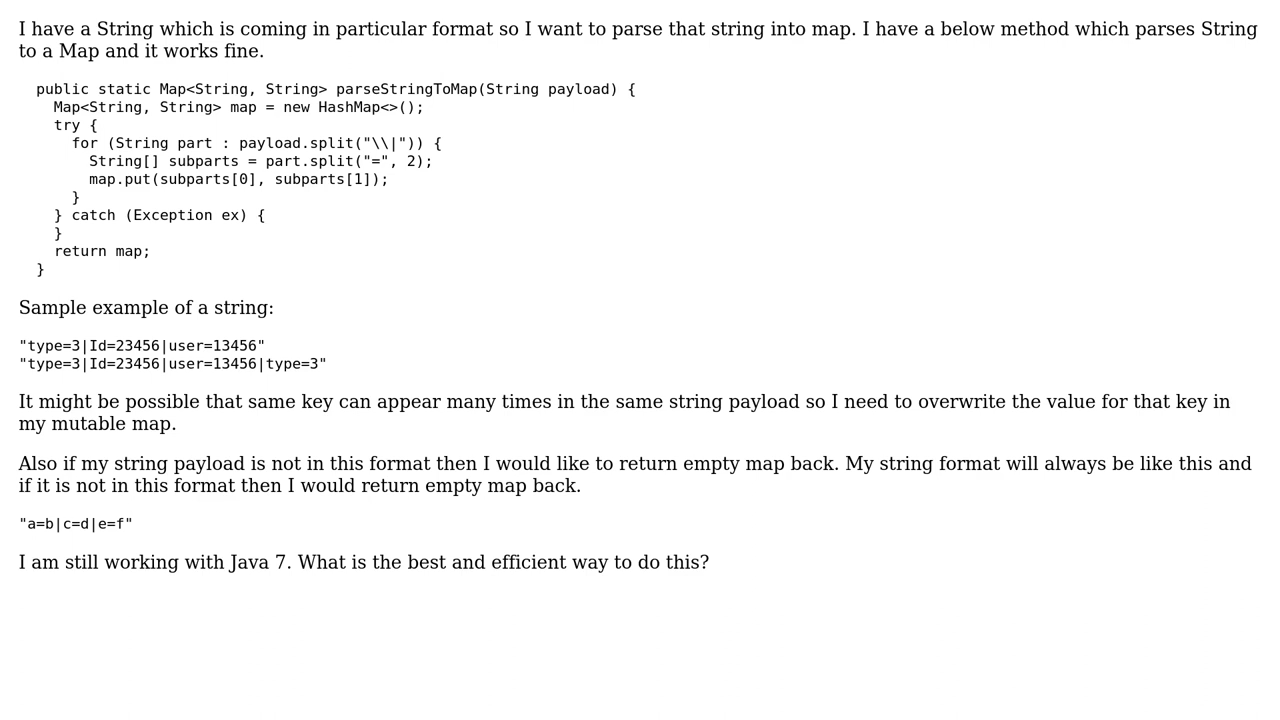 I have a String which is coming in particular format so I want to parse that string into map. I have a below method which parses String
to a Map and it works fine.
public static Map<String, String> parseStringToMap(String payload) {
Map<String, String> map = new HashMap<>();
try {
for (String part : payload.split("\\|")) {
String[] subparts = part.split("=", 2);
map.put(subparts[0], subparts[1]);
}
} catch (Exception ex) {
}
return map;
}
Sample example of a string:
"type=3|Id=23456|user=13456"
"type=3|Id=23456|user=13456|type=3"
It might be possible that same key can appear many times in the same string payload so I need to overwrite the value for that key in
my mutable map.
Also if my string payload is not in this format then I would like to return empty map back. My string format will always be like this and
if it is not in this format then I would return empty map back.
"a=b|c=d|e=f"
I am still working with Java 7. What is the best and efficient way to do this?